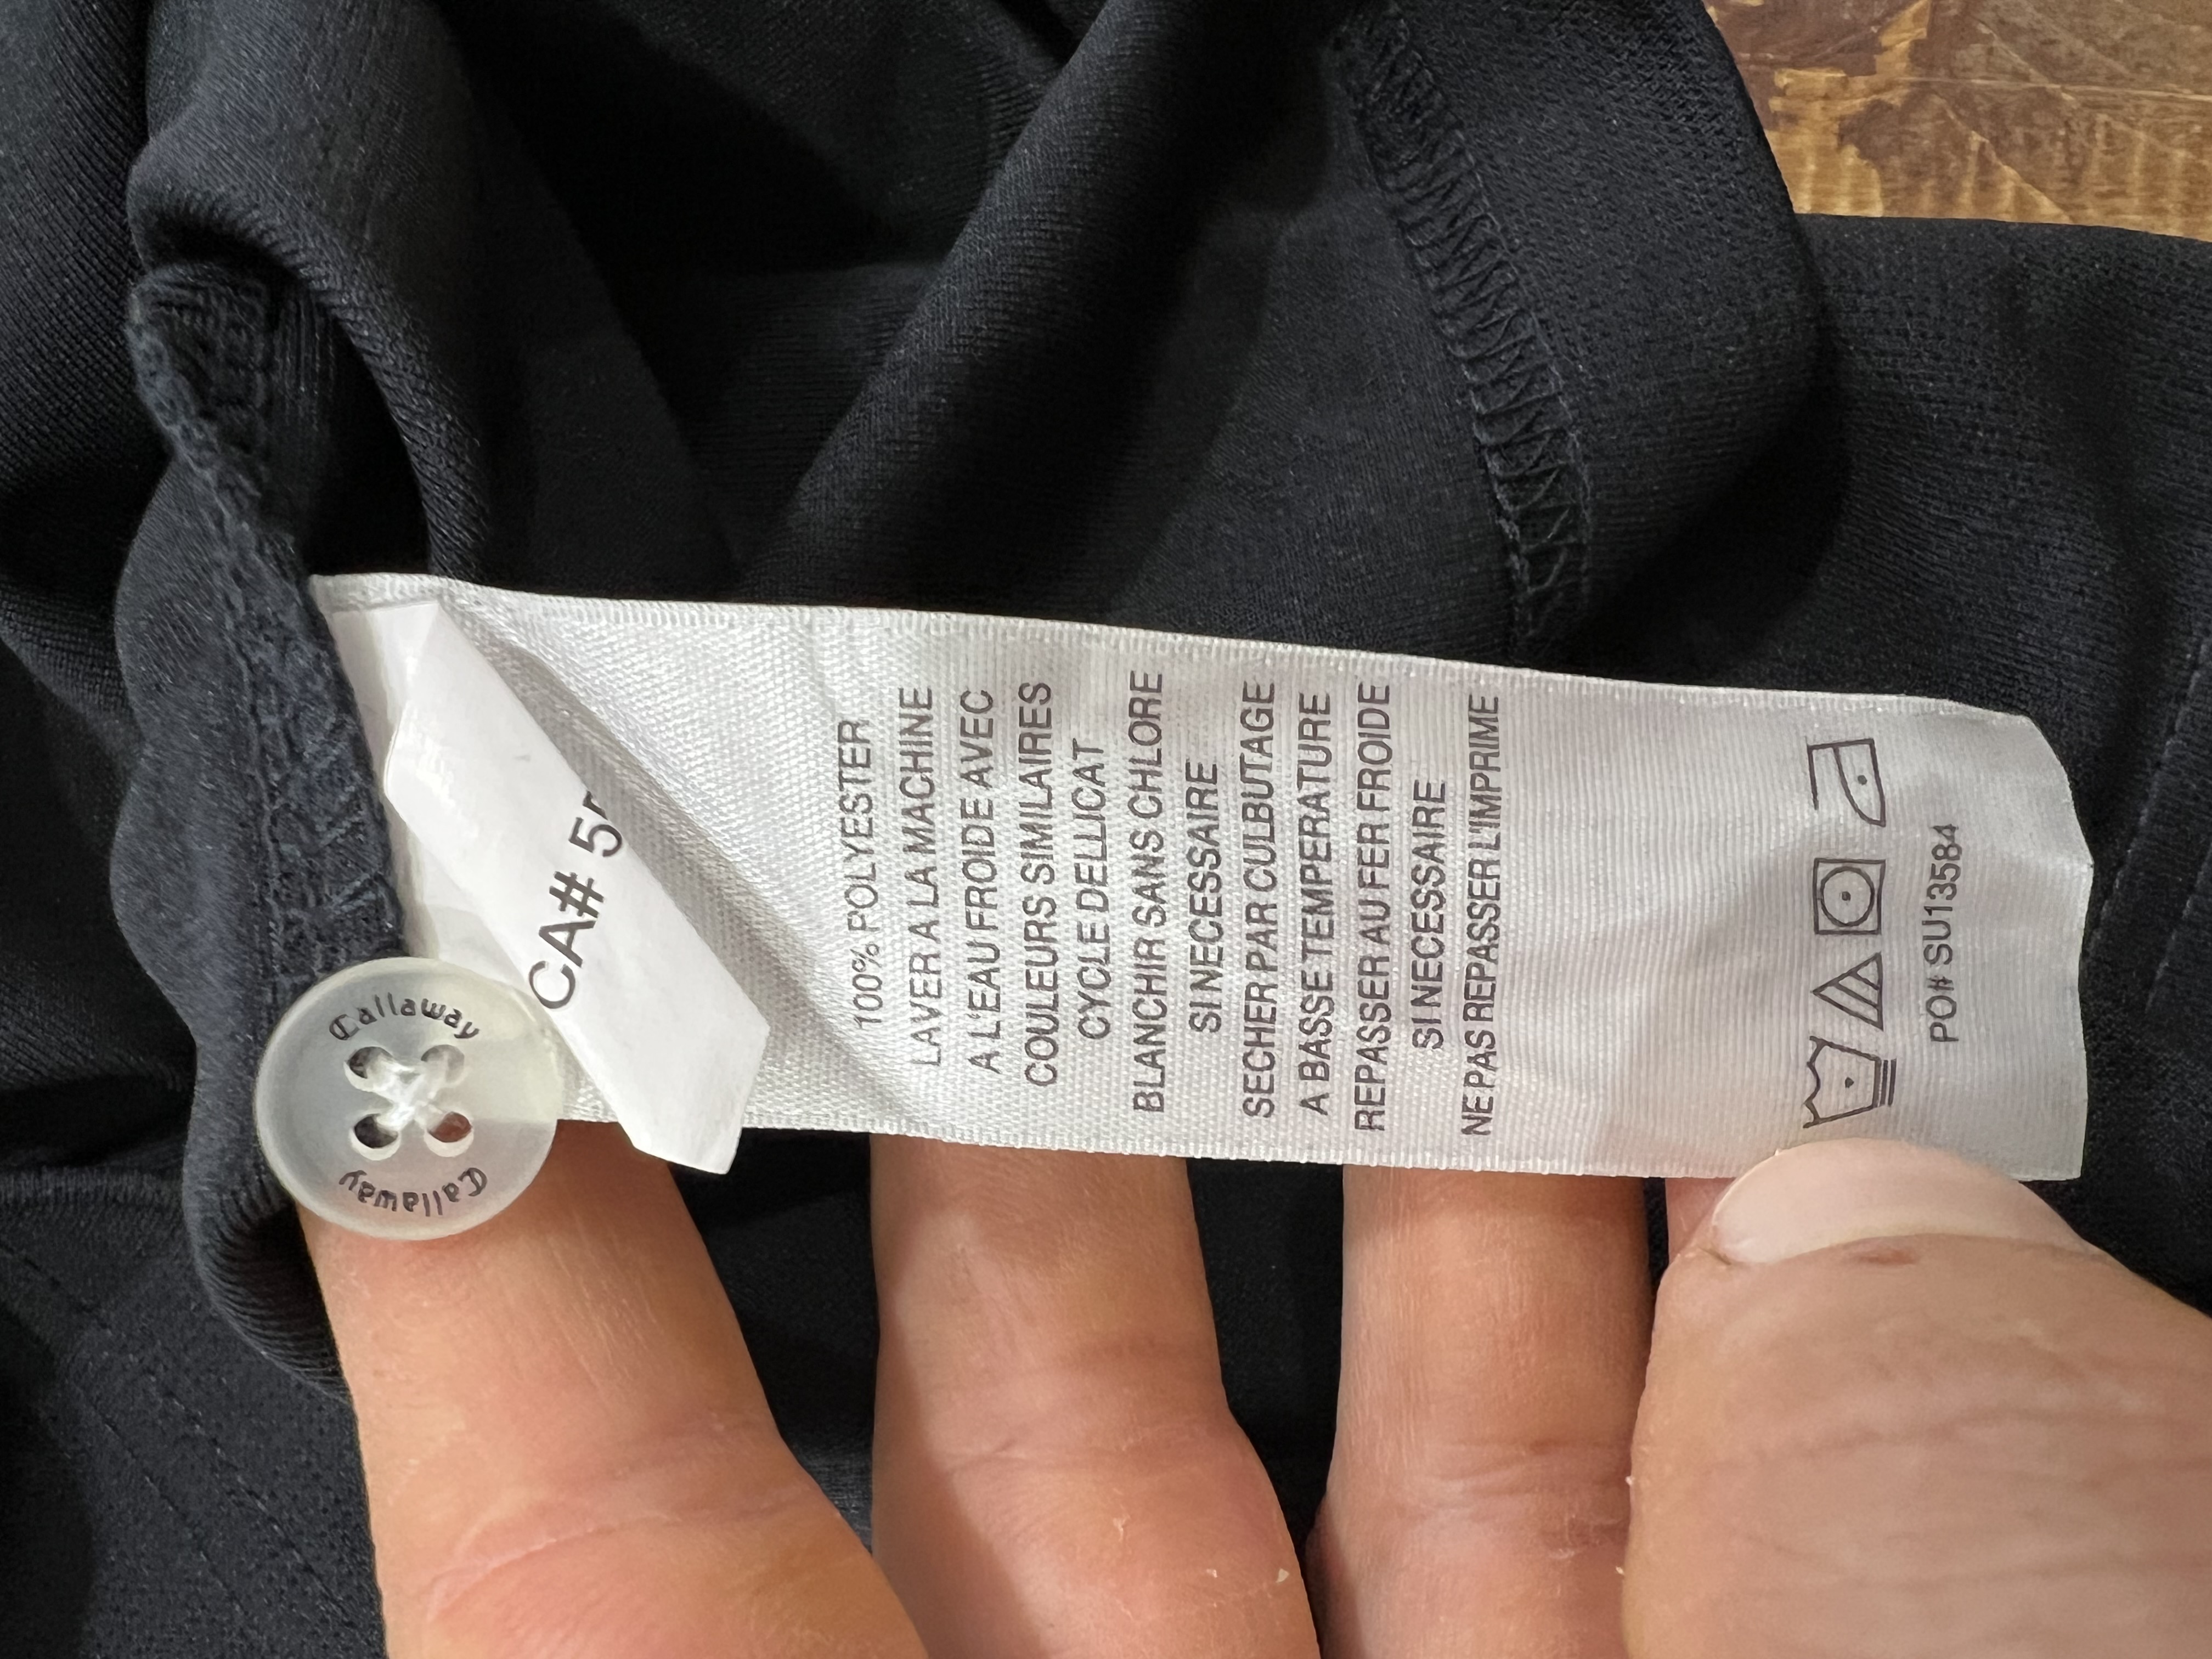 100% POLYESTER
LAVER A LA MACHINE
A L'EAU FROIDE AVEC
COULEURS SIMILAIRES
CYCLE DELLICAT
BLANCHIR SANS CHLORE
SI NECESSAIRE
SECHER PAR CULBUTAGE
A BASSE TEMPERATURE
REPASSER AU FER FROIDE
SI NECESSAIRE
NE PAS REPASSER L'IMPRIME
PO# SU13584
CA#
Callaway
Callaway